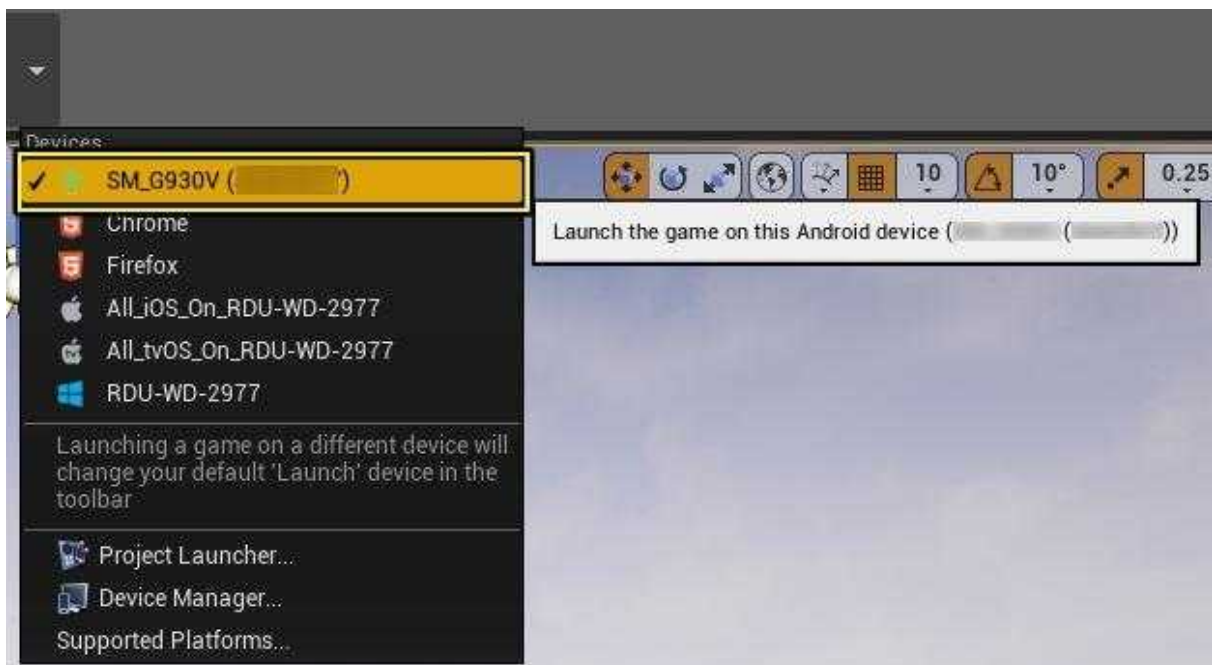 Devices
SM_G930V ( )
10 10° 0.25
Chrome
Launch the game on this Android device ( ( ))
Firefox
All_iOS_On_RDU-WD-2977
All_tvOS_On_RDU-WD-2977
RDU-WD-2977
Launching a game on a different device will
change your default 'Launch' device in the
toolbar
Project Launcher...
Device Manager...
Supported Platforms...